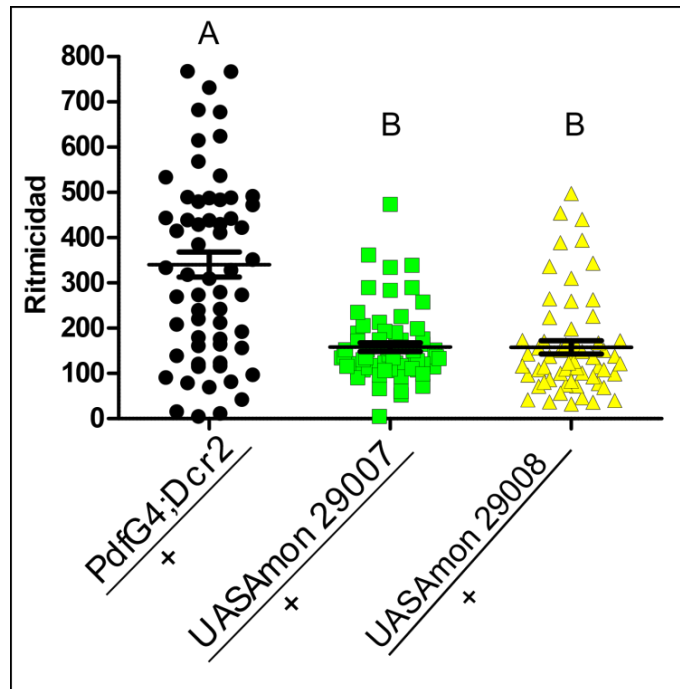 A
B
B
Ritmicidad
800
700
600
500
400
300
200
100
0
PdfG4;Dcr2
+
UASAmon 29007
+
UASAmon 29008
+